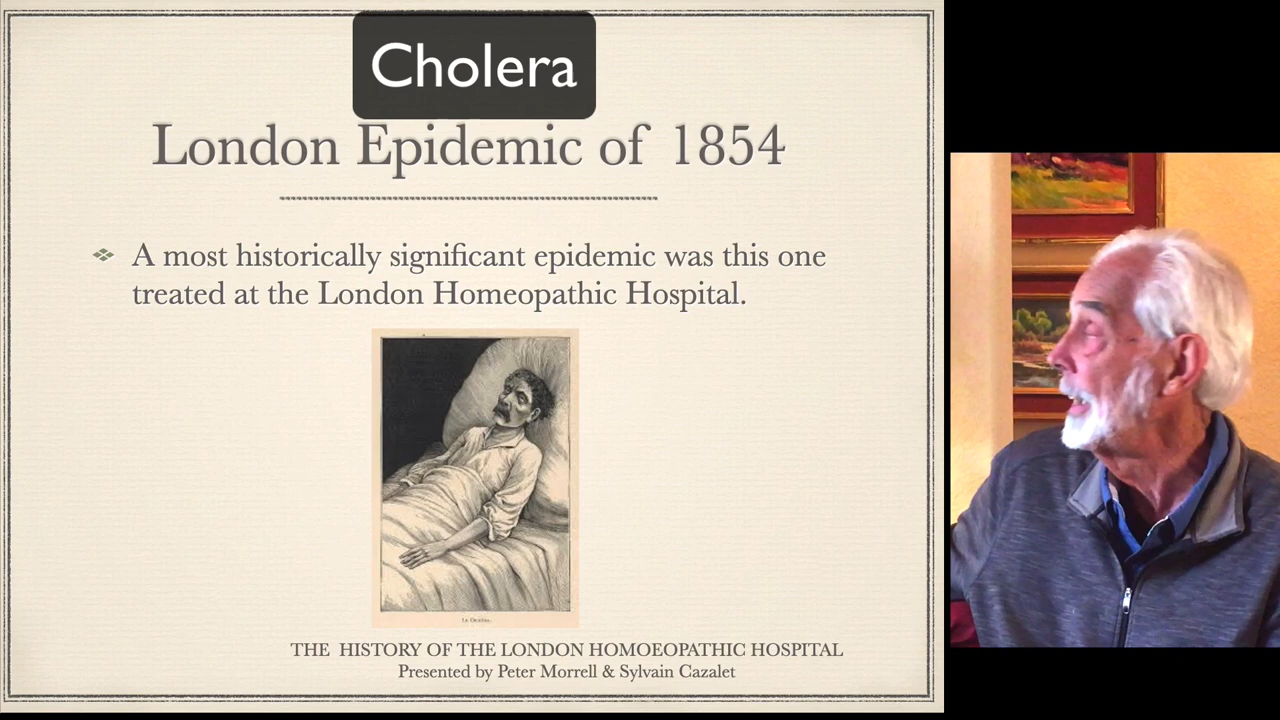 Cholera
London Epidemic of 1854
A most historically significant epidemic was this one
treated at the London Homeopathic Hospital.
THE HISTORY OF THE LONDON HOMOEOPATHIC HOSPITAL
Presented by Peter Morrell & Sylvain Cazalet